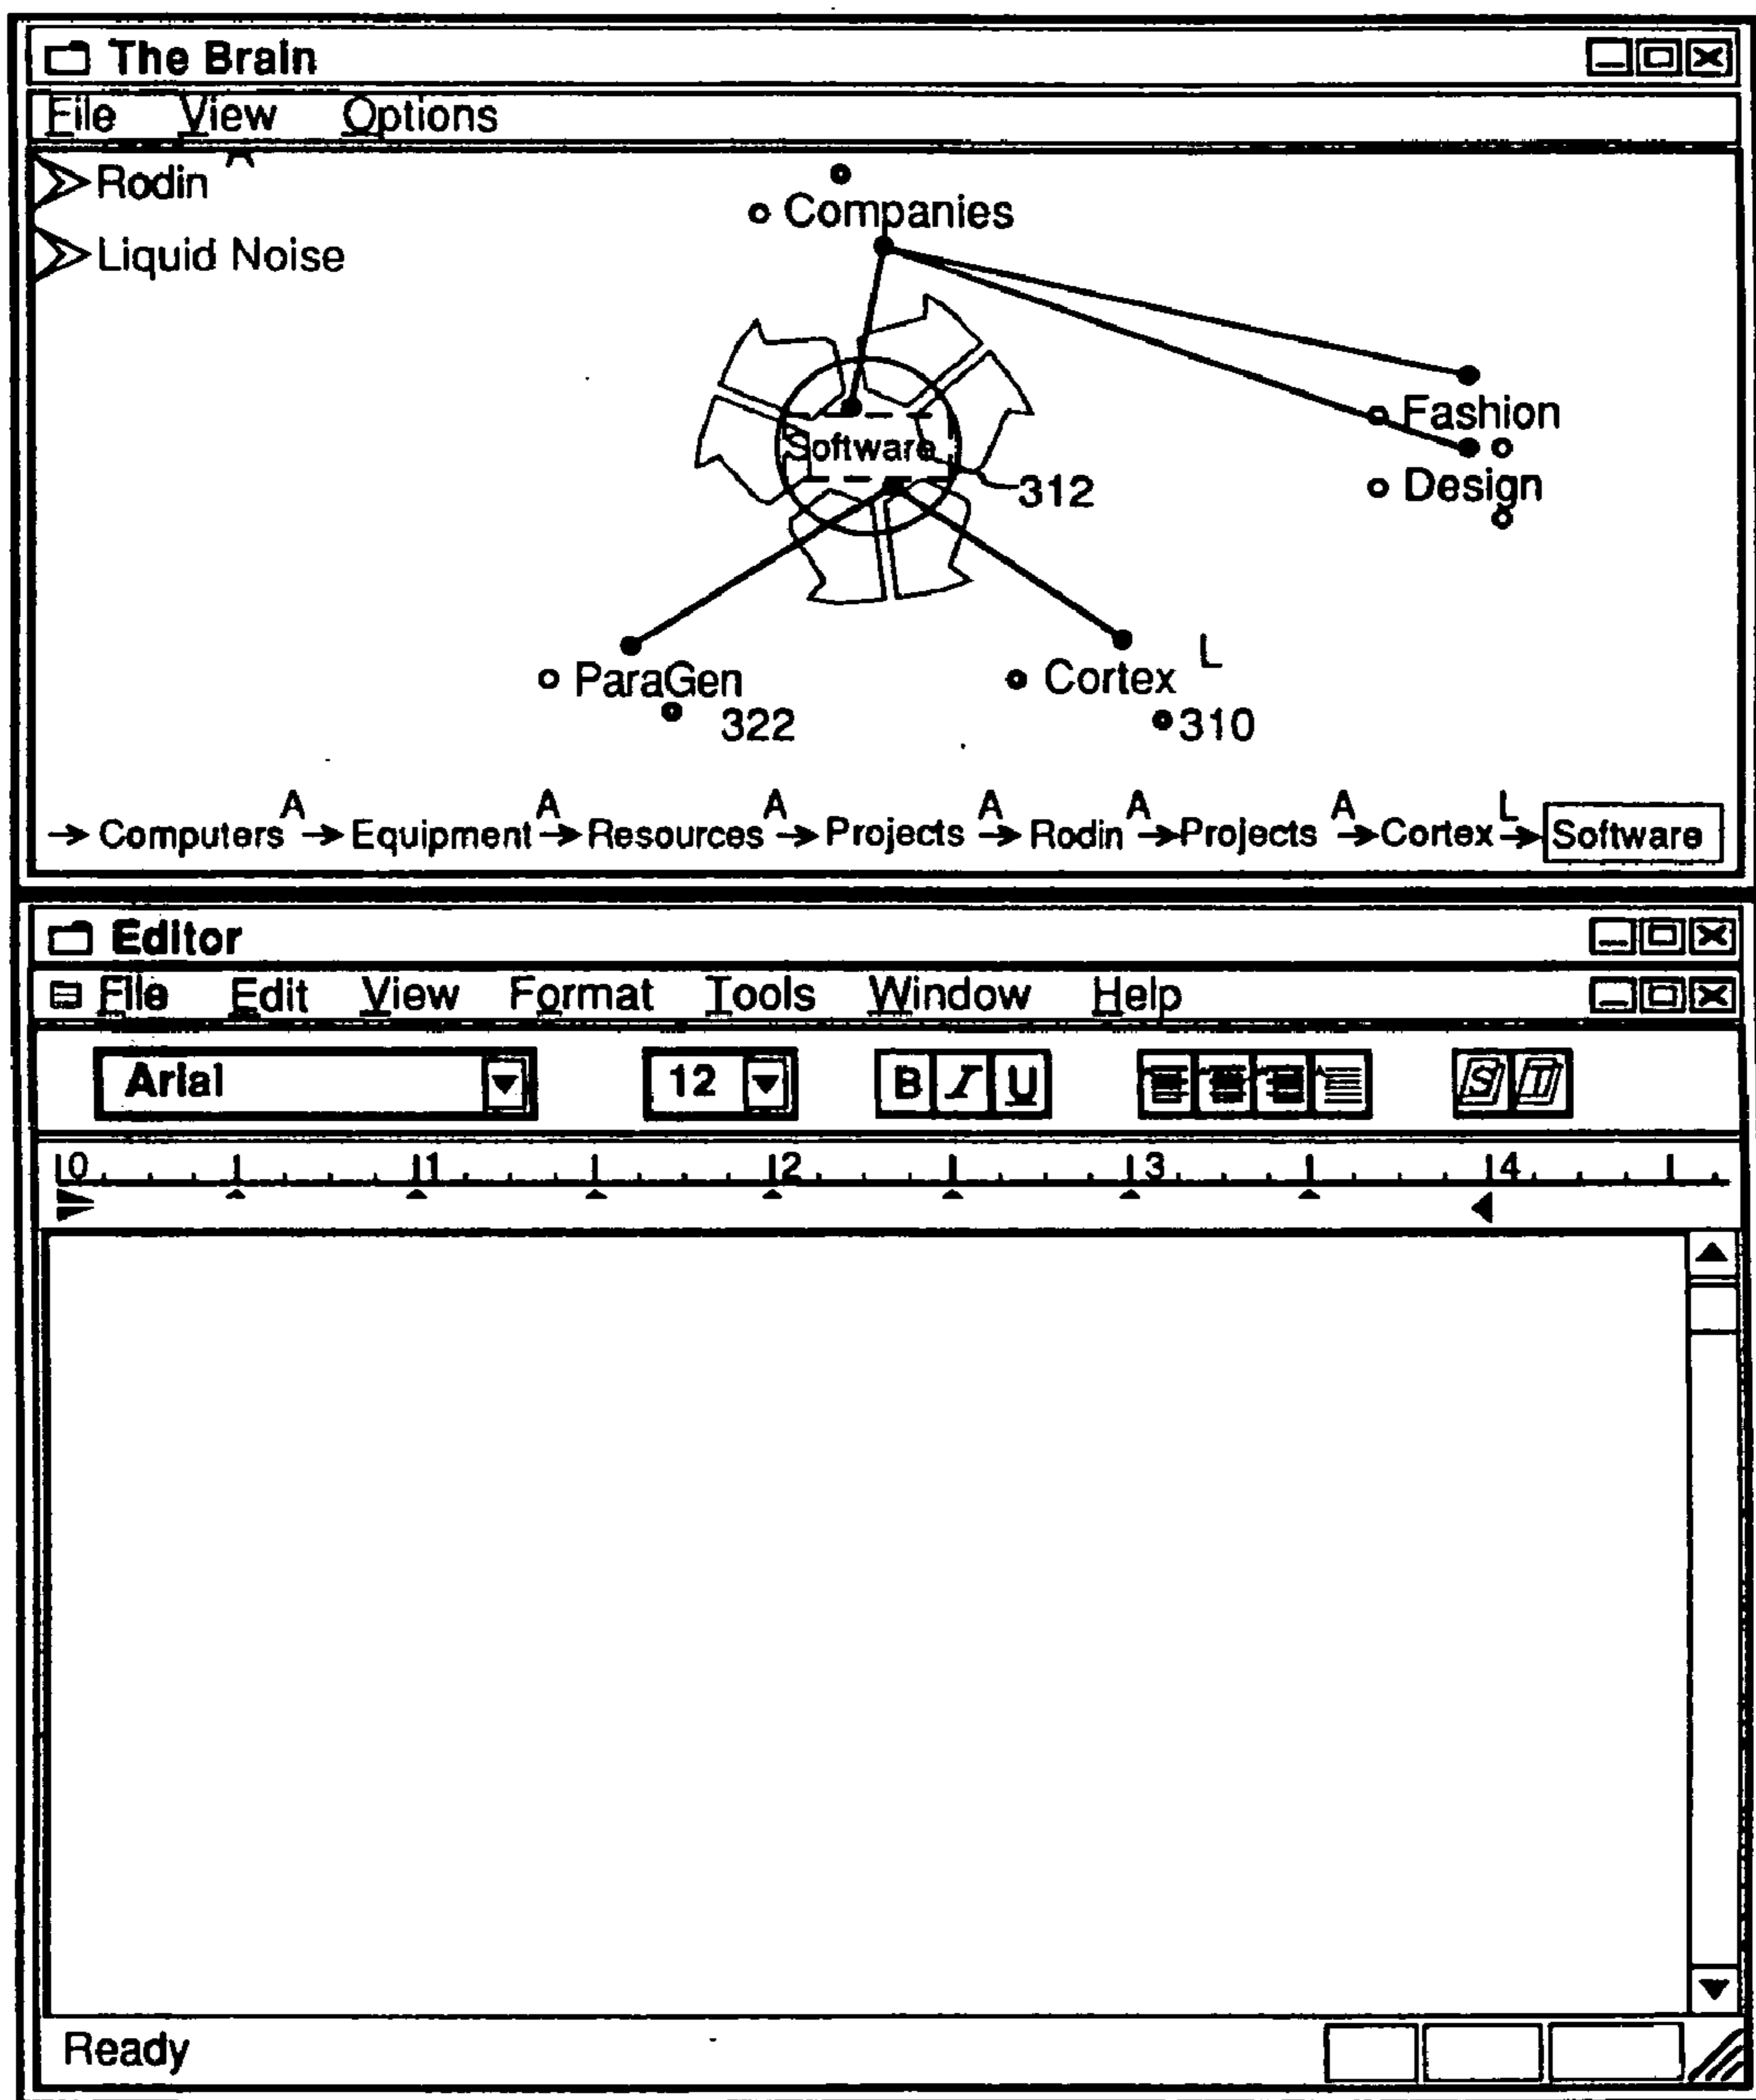 The Brain
File View Options
Rodin A
Companies
Liquid Noise
Fashion
Software
312
Design
L
ParaGen
Cortex
322
310
A A A A A A L
→ Computers → Equipment → Resources → Projects → Rodin → Projects → Cortex → Software
Editor
File Edit View Format Tools Window Help
Arial 12 B I U S T
0 1 2 3 4
Ready